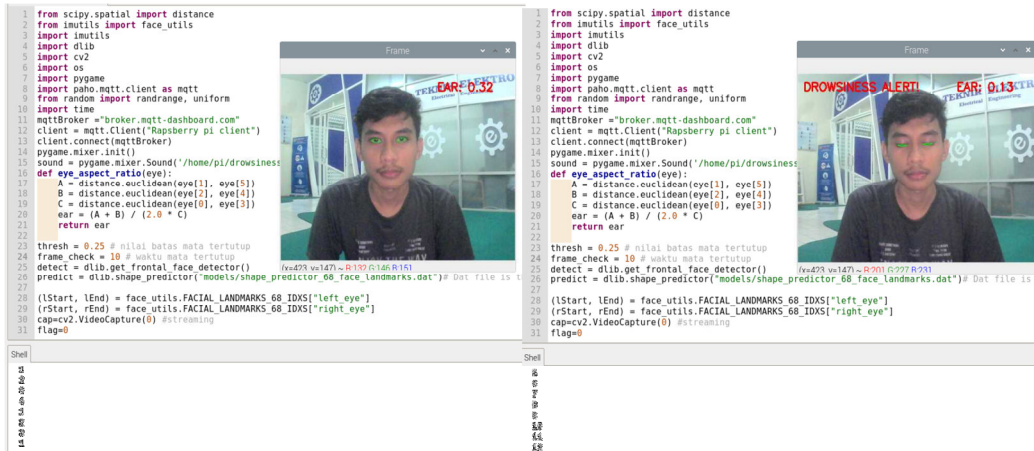 from scipy.spatial import distance
from imutils import face_utils
import imutils
import dlib
import cv2
import os
import pygame
import paho.mqtt.client as mqtt
from random import randrange, uniform
import time
mqttBroker ="broker.mqtt-dashboard.com"
client = mqtt.Client("Rapsberry pi client")
client.connect(mqttBroker)
pygame.mixer.init()
sound = pygame.mixer.Sound('/home/pi/drowsiness
def eye_aspect_ratio(eye):
A = distance.euclidean(eye[1], eye[5])
B = distance.euclidean(eye[2], eye[4])
C = distance.euclidean(eye[0], eye[3])
ear = (A + B) / (2.0 * C)
return ear
thresh = 0.25 # nilai batas mata tertutup
frame_check = 10 # waktu mata tertutup
detect = dlib.get_frontal_face_detector()
predict = dlib.shape_predictor("models/shape_predictor_68_face_landmarks.dat")# Dat file is t
(lStart, lEnd) = face_utils.FACIAL_LANDMARKS_68_IDXS["left_eye"]
(rStart, rEnd) = face_utils.FACIAL_LANDMARKS_68_IDXS["right_eye"]
cap=cv2.VideoCapture(0) #streaming
flag=0
Frame
EAR: 0.32
(x=423, y=147) ~ R:132 G:146 B:151
Shell
from scipy.spatial import distance
from imutils import face_utils
import imutils
import dlib
import cv2
import os
import pygame
import paho.mqtt.client as mqtt
from random import randrange, uniform
import time
mqttBroker ="broker.mqtt-dashboard.com"
client = mqtt.Client("Rapsberry pi client")
client.connect(mqttBroker)
pygame.mixer.init()
sound = pygame.mixer.Sound('/home/pi/drowsiness
def eye_aspect_ratio(eye):
A = distance.euclidean(eye[1], eye[5])
B = distance.euclidean(eye[2], eye[4])
C = distance.euclidean(eye[0], eye[3])
ear = (A + B) / (2.0 * C)
return ear
thresh = 0.25 # nilai batas mata tertutup
frame_check = 10 # waktu mata tertutup
detect = dlib.get_frontal_face_detector()
predict = dlib.shape_predictor("models/shape_predictor_68_face_landmarks.dat")# Dat file is
(lStart, lEnd) = face_utils.FACIAL_LANDMARKS_68_IDXS["left_eye"]
(rStart, rEnd) = face_utils.FACIAL_LANDMARKS_68_IDXS["right_eye"]
cap=cv2.VideoCapture(0) #streaming
flag=0
Frame
DROWSINESS ALERT! EAR: 0.13
TEKNIK ELEKTRO
Electrical Engineering
(x=423, y=147) ~ R:201 G:227 B:231
Shell